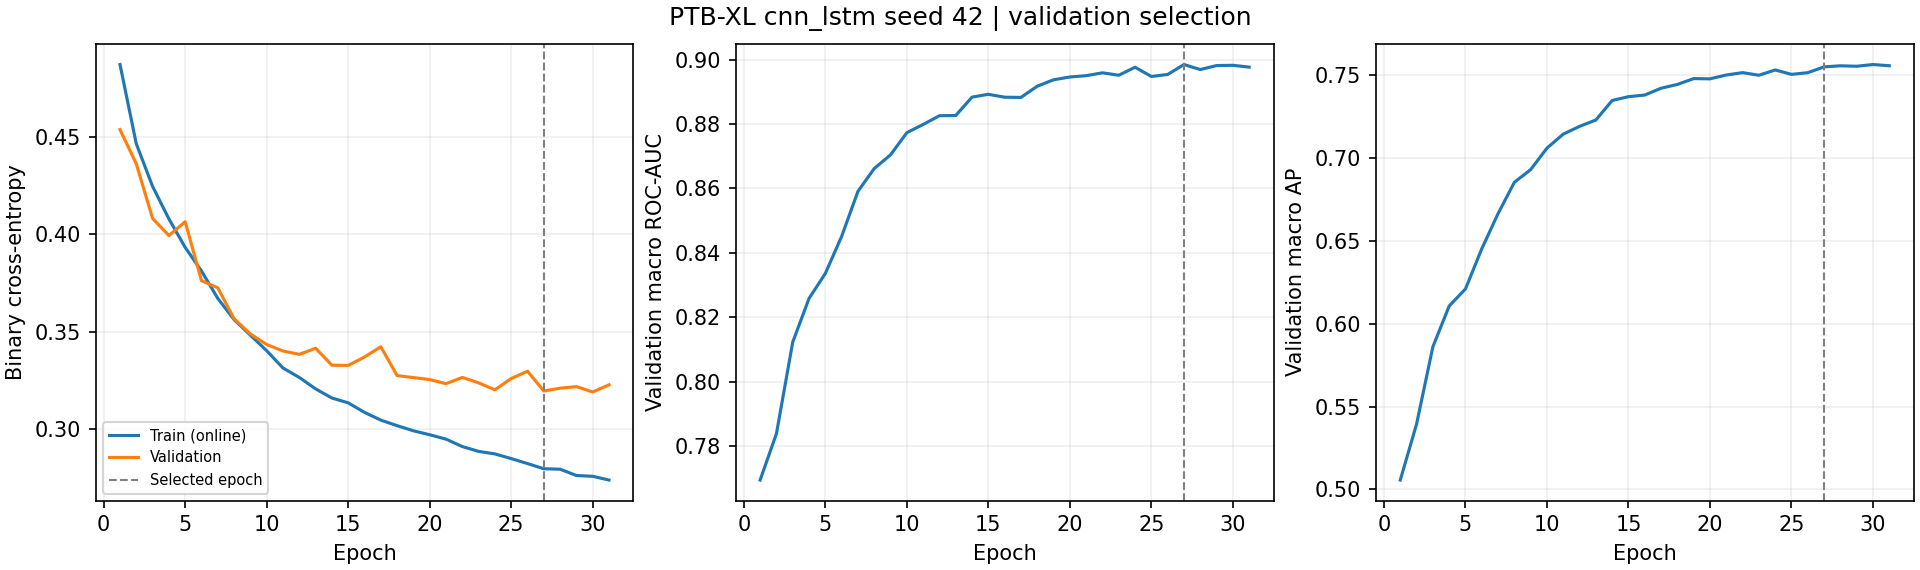 PTB-XL cnn_lstm seed 42 | validation selection
Binary cross-entropy
0.45
0.40
0.35
0.30
Train (online)
Validation
Selected epoch
0 5 10 15 20 25 30
Epoch
Validation macro ROC-AUC
0.90
0.88
0.86
0.84
0.82
0.80
0.78
0 5 10 15 20 25 30
Epoch
Validation macro AP
0.75
0.70
0.65
0.60
0.55
0.50
0 5 10 15 20 25 30
Epoch